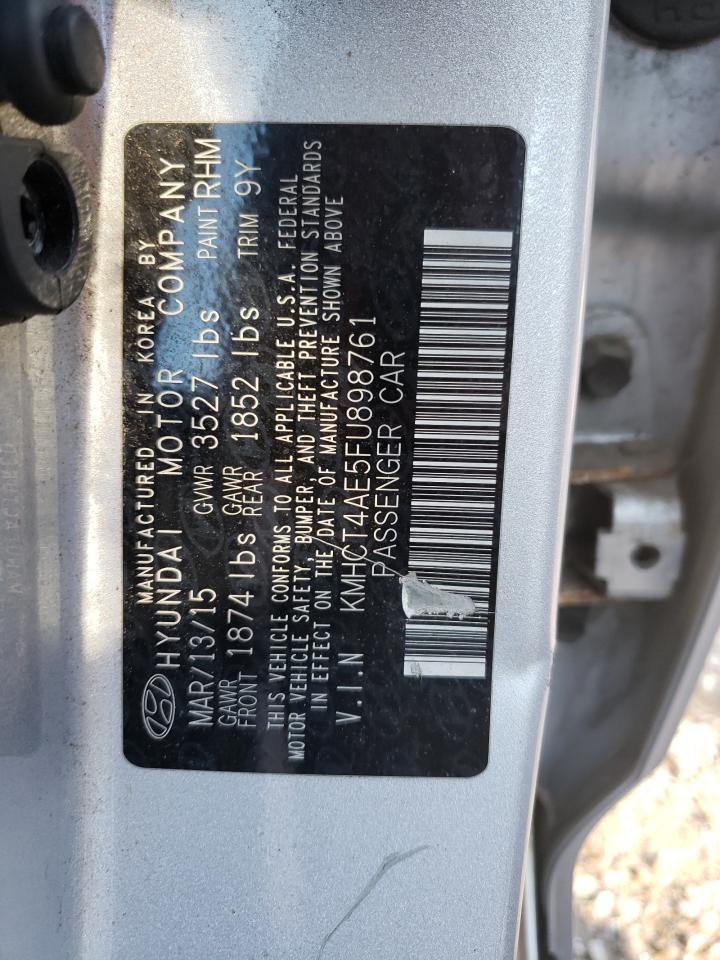 MANUFACTURED IN KOREA BY
HYUNDAI MOTOR COMPANY
MAR/13/15 GVWR 3527 lbs PAINT RHM
GAWR FRONT 1874 lbs GAWR REAR 1852 lbs TRIM 9Y
THIS VEHICLE CONFORMS TO ALL APPLICABLE U.S.A. FEDERAL
MOTOR VEHICLE SAFETY, BUMPER, AND THEFT PREVENTION STANDARDS
IN EFFECT ON THE DATE OF MANUFACTURE SHOWN ABOVE
V.I.N KMHCT4AE5FU898761
PASSENGER CAR